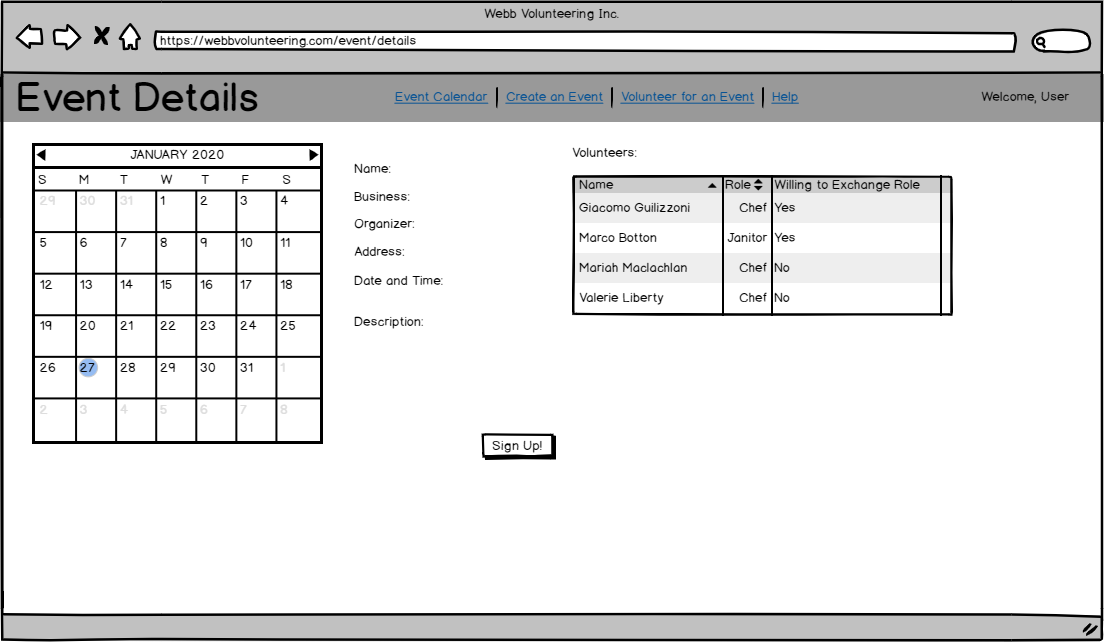 Webb Volunteering Inc.
https://webbvolunteering.com/event/details
Event Details
Event Calendar | Create an Event | Volunteer for an Event | Help
Welcome, User
JANUARY 2020
S M T W T F S
29 30 31 1 2 3 4
5 6 7 8 9 10 11
12 13 14 15 16 17 18
19 20 21 22 23 24 25
26 27 28 29 30 31 1
2 3 4 5 6 7 8
Name:
Business:
Organizer:
Address:
Date and Time:
Description:
Sign Up!
Volunteers:
Name Role Willing to Exchange Role
Giacomo Guilizzoni Chef Yes
Marco Botton Janitor Yes
Mariah Maclachlan Chef No
Valerie Liberty Chef No